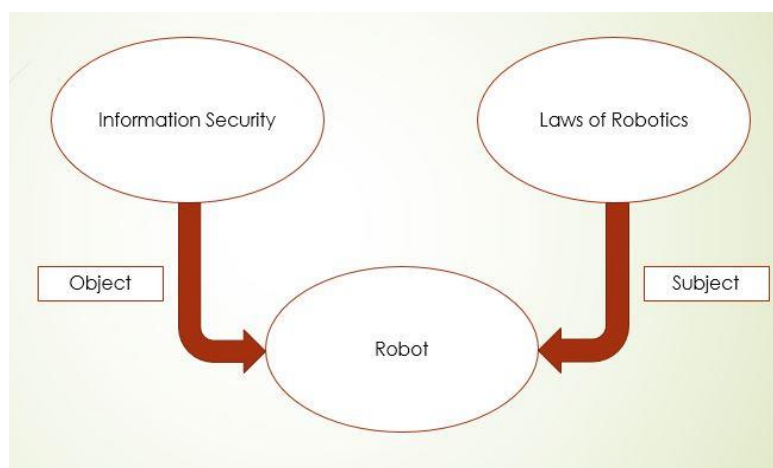 Information Security
Laws of Robotics
Object
Subject
Robot